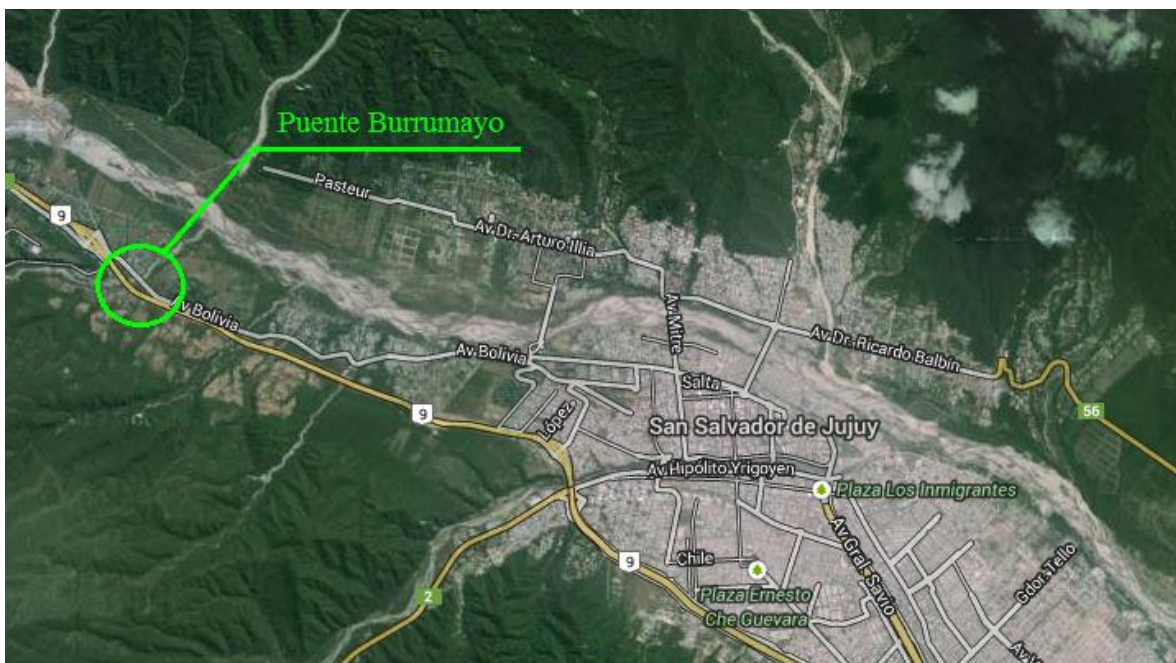 Puente Burrumayo
Pasteur
9
Av. Dr. Arturo Illia
Av Bolivia
Av Bolivia
Av. Mitre
Av Dr. Ricardo Balbín
Salta
56
9
López
San Salvador de Jujuy
Av Hipólito Yrigoyen
Plaza Los Inmigrantes
9
Chile
Av. Gral. Savio
Gdor. Tello
2
Plaza Ernesto
Che Guevara